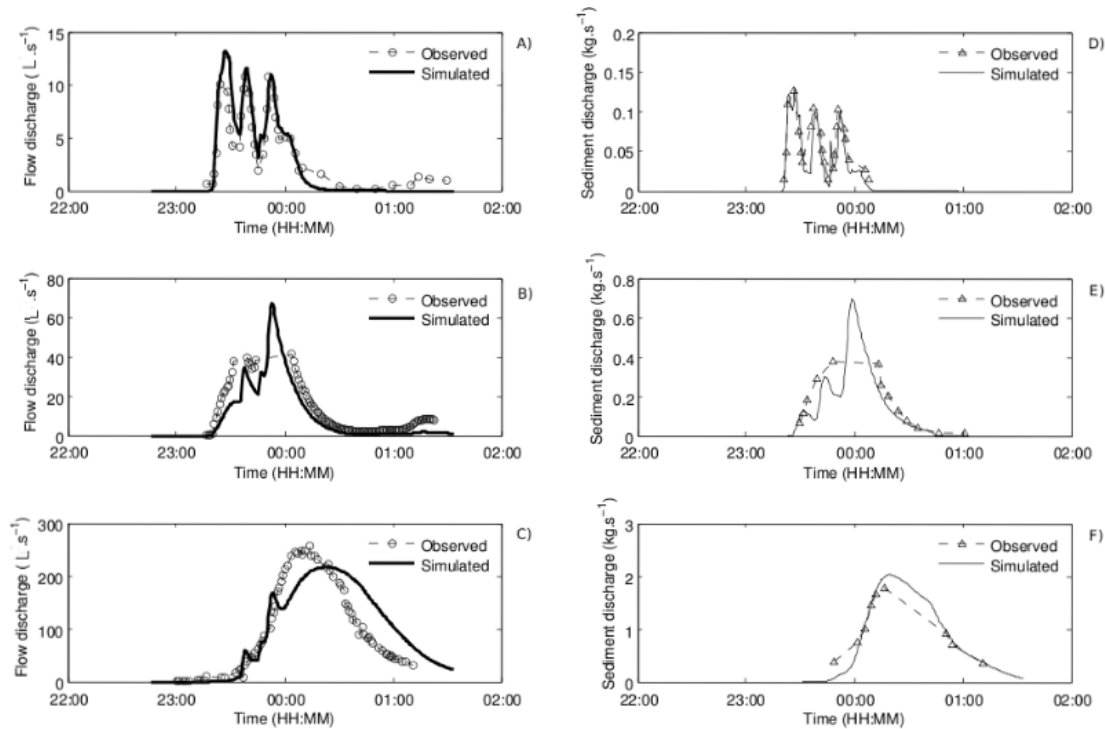 Flow discharge ( L .s⁻¹)
15
10
5
0
22:00 23:00 00:00 01:00 02:00
Time (HH:MM)
Observed
Simulated
A)
Sediment discharge (kg.s⁻¹)
0.2
0.15
0.1
0.05
0
22:00 23:00 00:00 01:00 02:00
Time (HH:MM)
Observed
Simulated
D)
Flow discharge (L .s⁻¹)
80
60
40
20
0
22:00 23:00 00:00 01:00 02:00
Time (HH:MM)
Observed
Simulated
B)
Sediment discharge (kg.s⁻¹)
0.8
0.6
0.4
0.2
0
22:00 23:00 00:00 01:00 02:00
Time (HH:MM)
Observed
Simulated
E)
Flow discharge ( L .s⁻¹)
300
200
100
0
22:00 23:00 00:00 01:00 02:00
Time (HH:MM)
Observed
Simulated
C)
Sediment discharge (kg.s⁻¹)
3
2
1
0
22:00 23:00 00:00 01:00 02:00
Time (HH:MM)
Observed
Simulated
F)